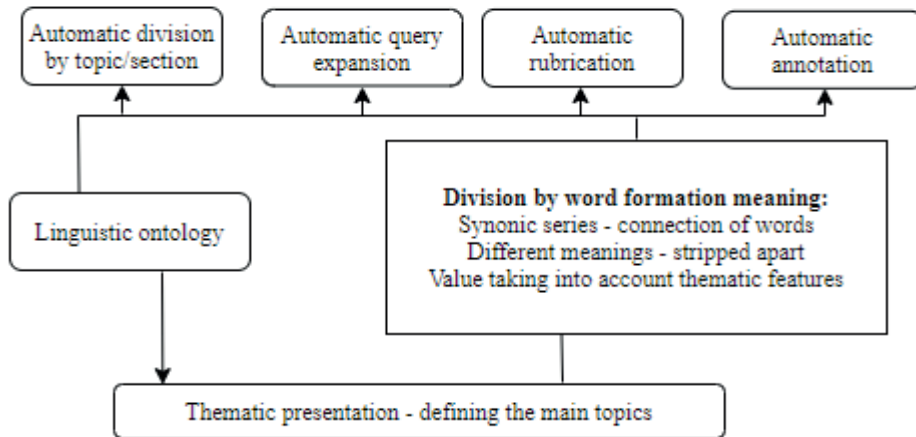 Automatic division
by topic/section
Automatic query
expansion
Automatic
rubrication
Automatic
annotation
Linguistic ontology
Division by word formation meaning:
Synonic series - connection of words
Different meanings - stripped apart
Value taking into account thematic features
Thematic presentation - defining the main topics